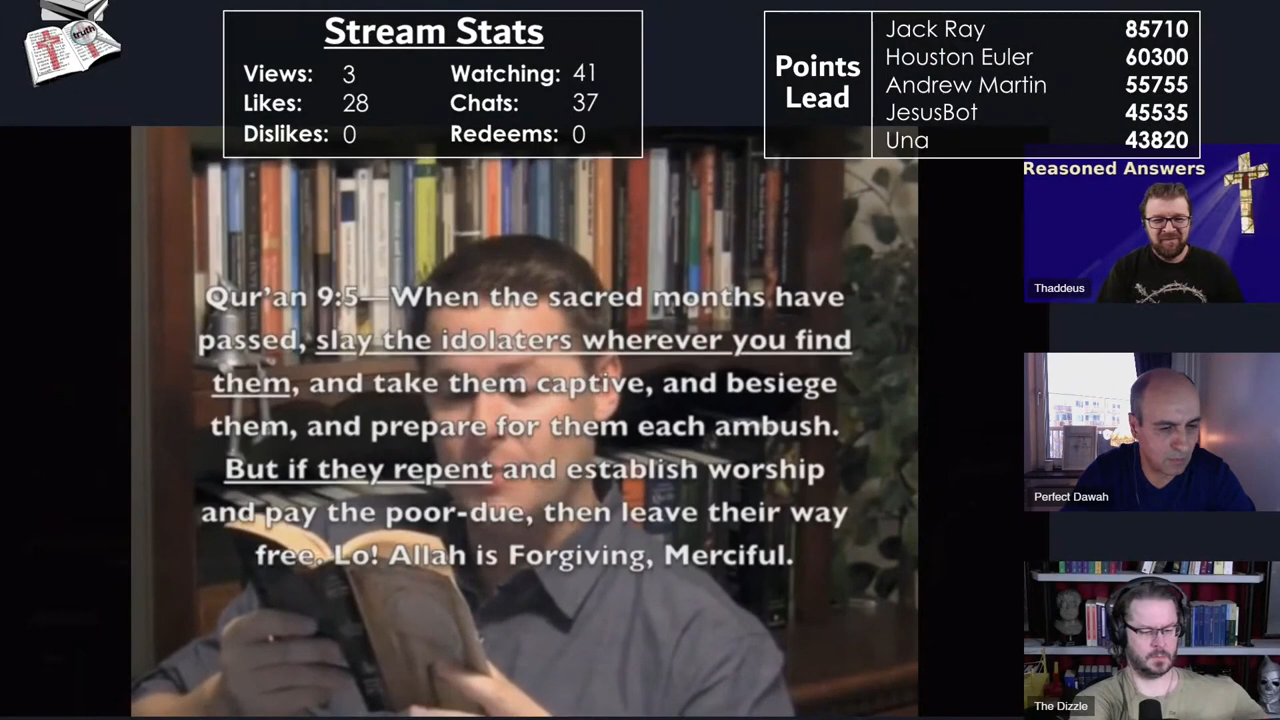 truth
Stream Stats
Views: 3 Watching: 41
Likes: 28 Chats: 37
Dislikes: 0 Redeems: 0
Points
Lead
Jack Ray 85710
Houston Euler 60300
Andrew Martin 55755
JesusBot 45535
Una 43820
Reasoned Answers
Thaddeus
Qur'an 9:5—When the sacred months have
passed, slay the idolaters wherever you find
them, and take them captive, and besiege
them, and prepare for them each ambush.
But if they repent and establish worship
and pay the poor-due, then leave their way
free. Lo! Allah is Forgiving, Merciful.
Perfect Dawah
The Dizzle